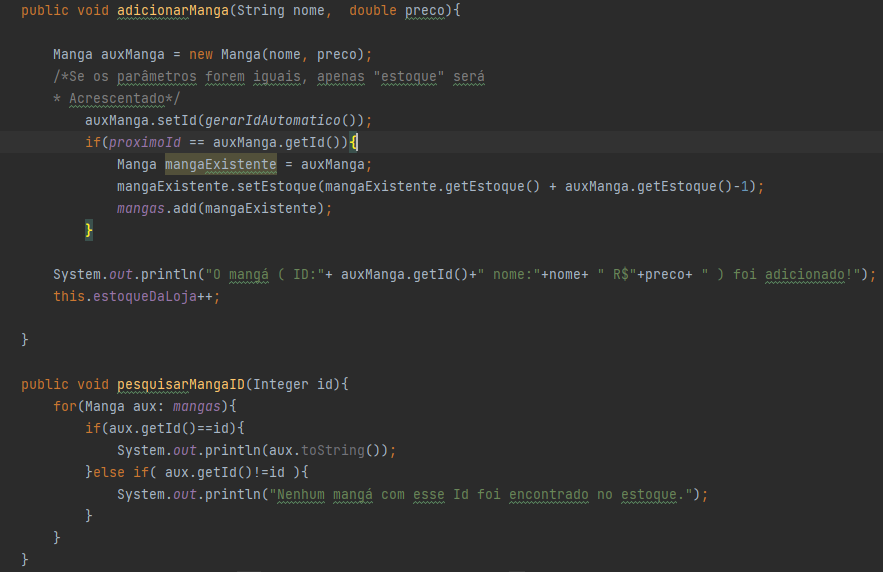 public void adicionarManga(String nome,  double preco){
Manga auxManga = new Manga(nome, preco);
/*Se os parâmetros forem iguais, apenas "estoque" será
* Acrescentado*/
auxManga.setId(gerarIdAutomatico());
if(proximoId == auxManga.getId()){
Manga mangaExistente = auxManga;
mangaExistente.setEstoque(mangaExistente.getEstoque() + auxManga.getEstoque()-1);
mangas.add(mangaExistente);
}
System.out.println("O mangá ( ID:"+ auxManga.getId()+" nome:"+nome+ " R$"+preco+ " ) foi adicionado!");
this.estoqueDaLoja++;
}
public void pesquisarMangaID(Integer id){
for(Manga aux: mangas){
if(aux.getId()==id){
System.out.println(aux.toString());
}else if( aux.getId()!=id ){
System.out.println("Nenhum mangá com esse Id foi encontrado no estoque.");
}
}
}